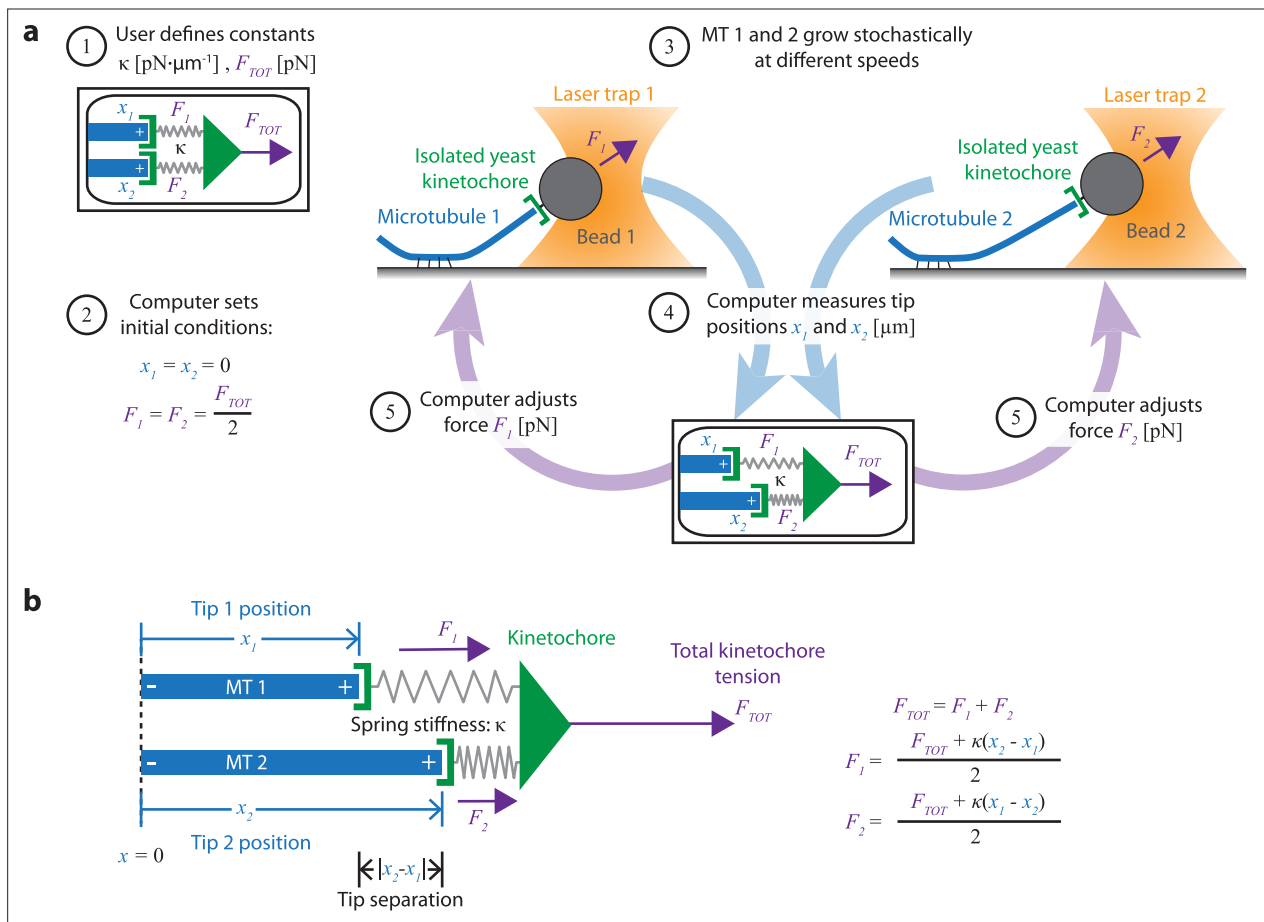 a
1 User defines constants
κ [pN·µm⁻¹] , F_TOT [pN]
x₁ F₁
+ κ F_TOT
+
x₂ F₂
2 Computer sets
initial conditions:
x₁ = x₂ = 0
F₁ = F₂ = F_TOT / 2
3 MT 1 and 2 grow stochastically
at different speeds
Laser trap 1
F₁
Isolated yeast
kinetochore
Microtubule 1
Bead 1
Laser trap 2
F₂
Isolated yeast
kinetochore
Microtubule 2
Bead 2
4 Computer measures tip
positions x₁ and x₂ [µm]
5 Computer adjusts
force F₁ [pN]
x₁ F₁
+ κ F_TOT
+
x₂ F₂
5 Computer adjusts
force F₂ [pN]
b
Tip 1 position
x₁
F₁
Kinetochore
- MT 1 +
Spring stiffness: κ
Total kinetochore
tension
F_TOT
- MT 2 +
x₂
F₂
Tip 2 position
x = 0
|x₂-x₁|
Tip separation
F_TOT = F₁ + F₂
F₁ = F_TOT + κ(x₂ - x₁) / 2
F₂ = F_TOT + κ(x₁ - x₂) / 2